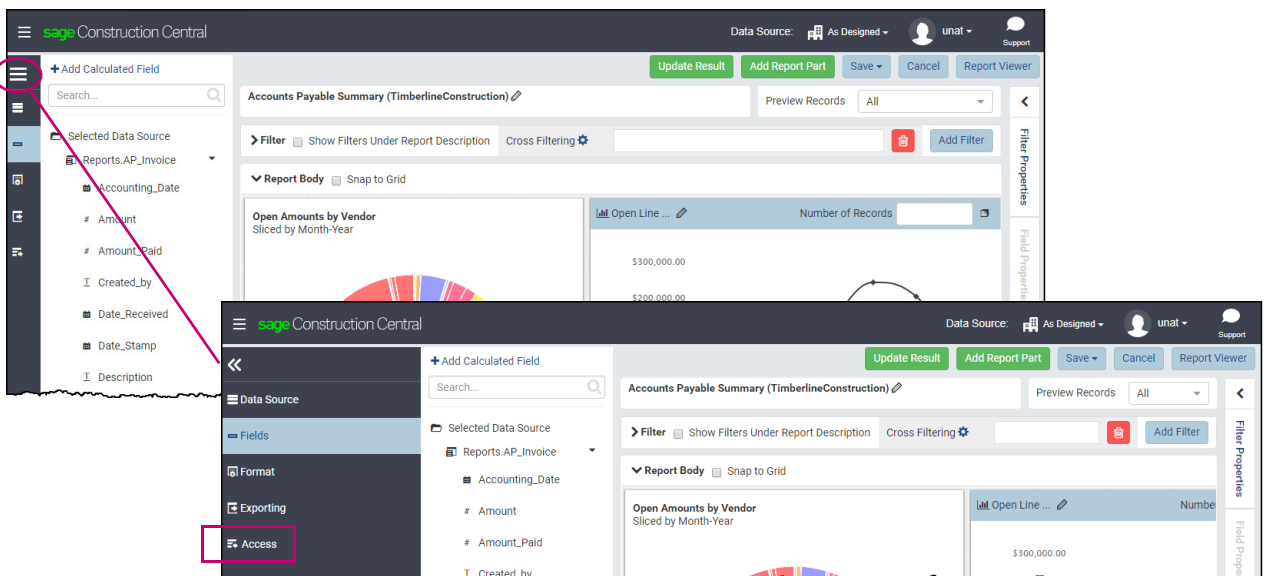 sage Construction Central
Data Source: As Designed unat Support
Add Calculated Field
Update Result Add Report Part Save Cancel Report Viewer
Search...
Accounts Payable Summary (TimberlineConstruction)
Preview Records All
Selected Data Source
Filter Show Filters Under Report Description Cross Filtering Add Filter
Reports.AP_Invoice
Report Body Snap to Grid
Accounting_Date
# Amount
# Amount_Paid
T Created_by
Date_Received
Date_Stamp
T Description
Open Amounts by Vendor
Sliced by Month-Year
Open Line ... Number of Records
$300,000.00
$200,000.00
Filter Properties
Field Propertie
sage Construction Central
Data Source: As Designed unat Support
Data Source
Fields
Format
Exporting
Access
Add Calculated Field
Update Result Add Report Part Save Cancel Report Viewer
Search...
Accounts Payable Summary (TimberlineConstruction)
Preview Records All
Selected Data Source
Filter Show Filters Under Report Description Cross Filtering Add Filter
Reports.AP_Invoice
Report Body Snap to Grid
Accounting_Date
# Amount
# Amount_Paid
T Created_by
Open Amounts by Vendor
Sliced by Month-Year
Open Line ... Numbe
$300,000.00
Filter Properties
Field Prope